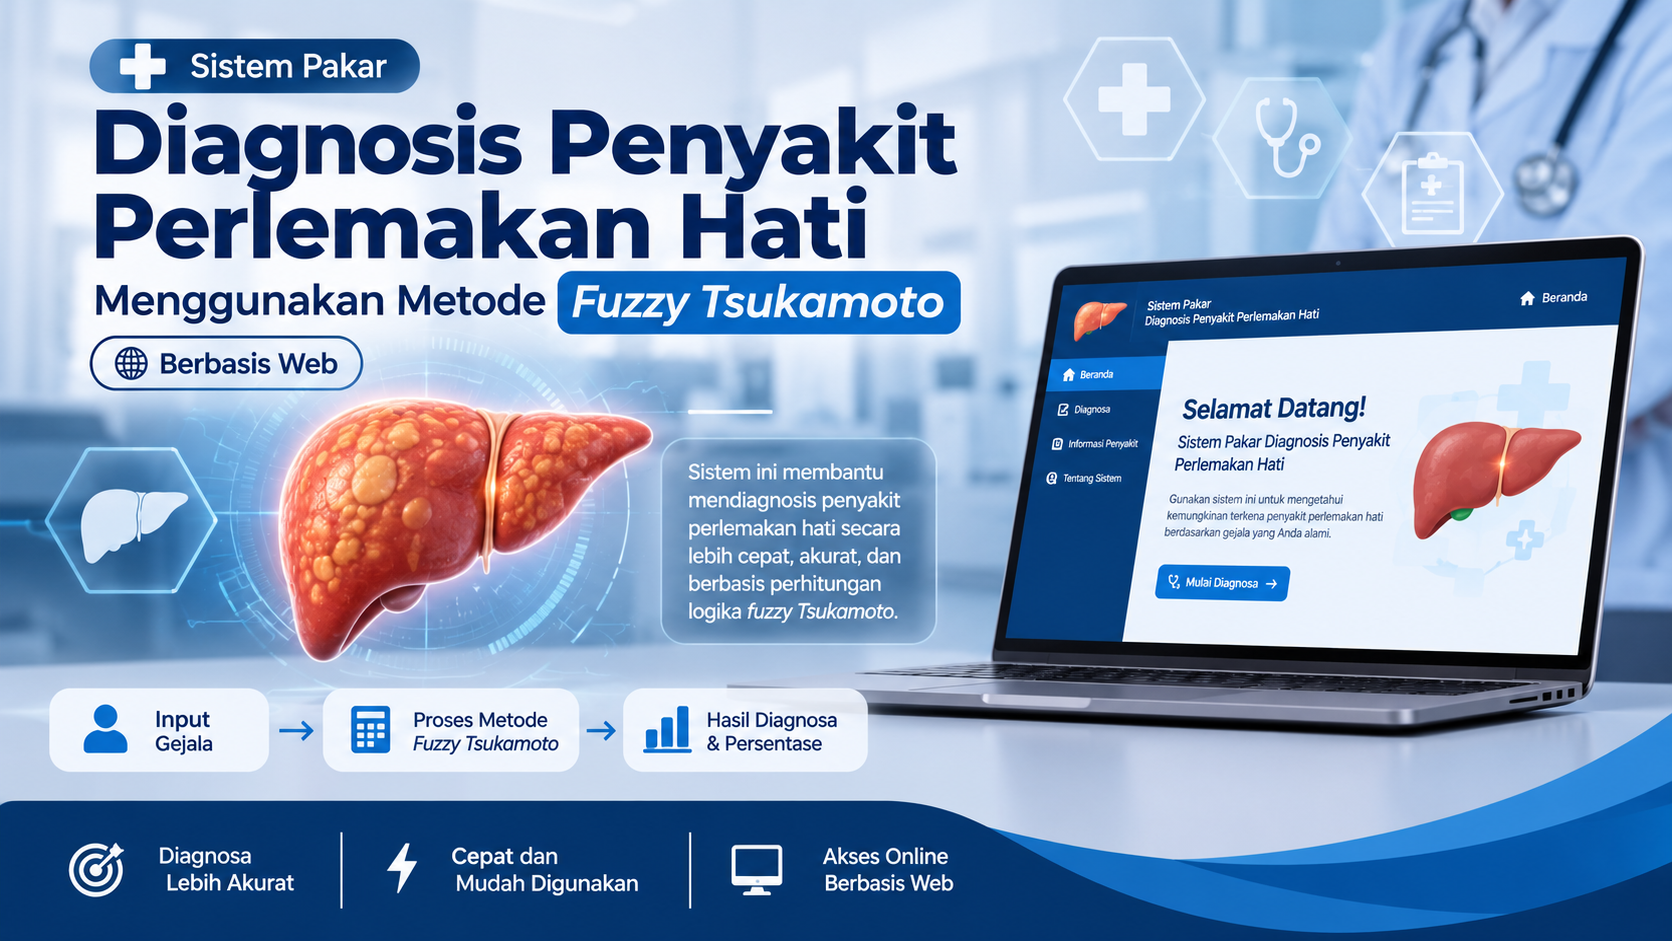 Sistem Pakar
Diagnosis Penyakit
Perlemakan Hati
Menggunakan Metode Fuzzy Tsukamoto
Berbasis Web
Sistem ini membantu
mendiagnosis penyakit
perlemakan hati secara
lebih cepat, akurat, dan
berbasis perhitungan
logika fuzzy Tsukamoto.
Sistem Pakar
Diagnosis Penyakit Perlemakan Hati
Beranda
Beranda
Diagnosa
Informasi Penyakit
Tentang Sistem
Selamat Datang!
Sistem Pakar Diagnosis Penyakit
Perlemakan Hati
Gunakan sistem ini untuk mengetahui
kemungkinan terkena penyakit perlemakan hati
berdasarkan gejala yang Anda alami.
Mulai Diagnosa
Input
Gejala
Proses Metode
Fuzzy Tsukamoto
Hasil Diagnosa
& Persentase
Diagnosa
Lebih Akurat
Cepat dan
Mudah Digunakan
Akses Online
Berbasis Web